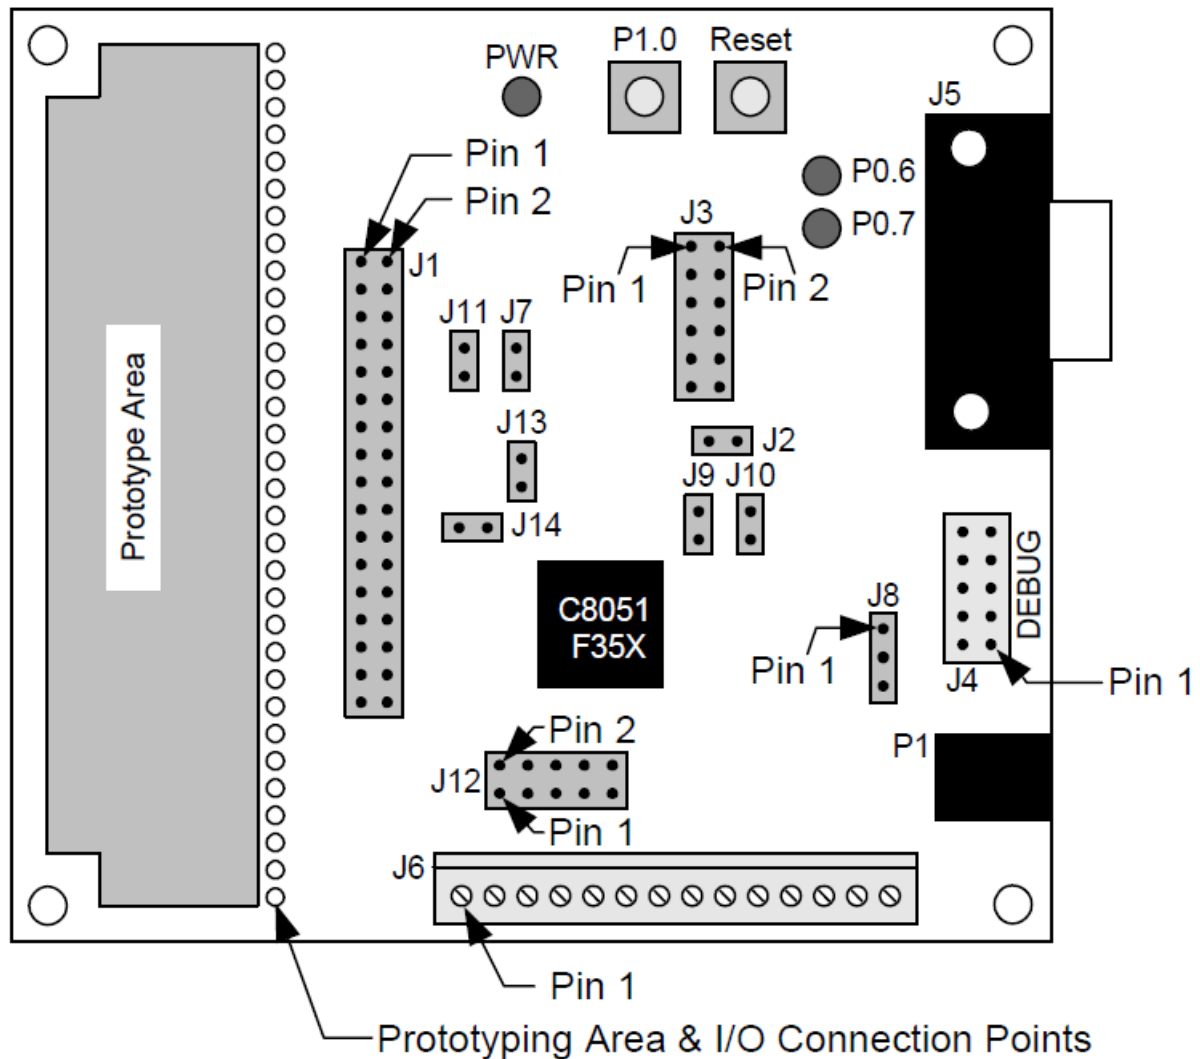 P1.0
Reset
PWR
J5
Pin 1
P0.6
Pin 2
J3
P0.7
J1
Pin 1
Pin 2
J11
J7
Prototype Area
J13
J2
J9
J10
J14
DEBUG
C8051
F35X
J8
Pin 1
J4
Pin 1
Pin 2
P1
J12
Pin 1
J6
Pin 1
Prototyping Area & I/O Connection Points